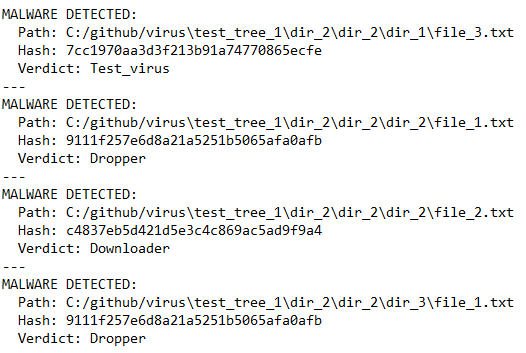 MALWARE DETECTED:
  Path: C:/github/virus\test_tree_1\dir_2\dir_2\dir_1\file_3.txt
  Hash: 7cc1970aa3d3f213b91a74770865ecfe
  Verdict: Test_virus
---
MALWARE DETECTED:
  Path: C:/github/virus\test_tree_1\dir_2\dir_2\dir_2\file_1.txt
  Hash: 9111f257e6d8a21a5251b5065afa0afb
  Verdict: Dropper
---
MALWARE DETECTED:
  Path: C:/github/virus\test_tree_1\dir_2\dir_2\dir_2\file_2.txt
  Hash: c4837eb5d421d5e3c4c869ac5ad9f9a4
  Verdict: Downloader
---
MALWARE DETECTED:
  Path: C:/github/virus\test_tree_1\dir_2\dir_2\dir_3\file_1.txt
  Hash: 9111f257e6d8a21a5251b5065afa0afb
  Verdict: Dropper